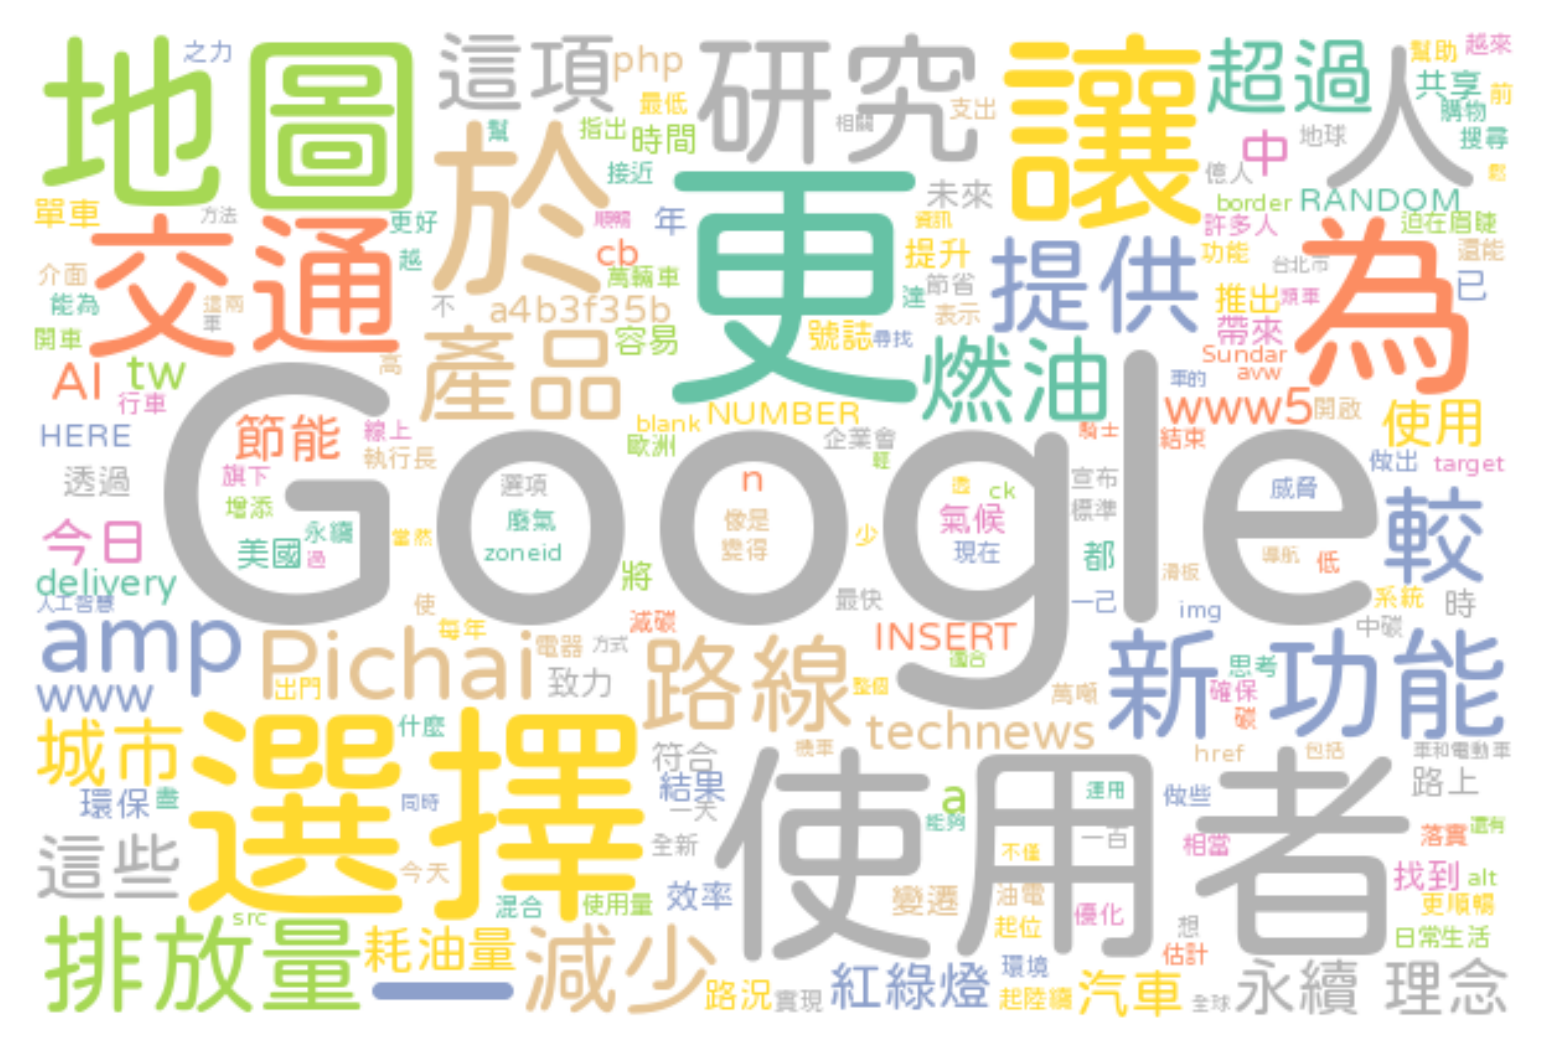 地圖 之力 這項 php 研究 讓 超過 人 幫助 越來
最低 支出 共享 前
幫 指出 時間 相關 購物
於 接近 更 未來 中 地球 搜尋
億人 鬆
單車 方法 更好 順暢 年 資訊 border RANDOM
許多人 迫在眉睫
交通 越 cb 提升 提供 功能 為 還能
介面 萬輛車 節省 台北市 已
能為 這兩 不 a4b3f35b 達 表示 推出 類車
車 容易 號誌 尋找 帶來
開車 產品 燃油 Sundar
AI tw 高 avw
行車 車的
blank NUMBER www5 開啟 使用
HERE 節能 線上 歐洲 企業會 騎士 結束
透過 旗下 執行長 Google 輕 做出 target
增添 選項 n 透 ck 宣布 威脅 較
今日 永續 廢氣 像是 氣候 標準
美國 過 當然 zoneid 變得 少 現在 都 導航 低
delivery 將 滑板
人工智慧 使 最快 一己 img 系統 時
amp 每年 減碳 中碳
Pichai 電器 方式 路線 INSERT 新功能
出門 致力 適合 思考
www 整個 萬噸 確保
碳
城市 選擇 什麼 technews
符合 機車 使用者 href 包括 車和電動車
環保 盡 同時 結果 a 運用 做些 路上
一天 能夠
這些 今天 全新 不僅 一百 相當 落實 還有
混合 使用量 效率 變遷 油電 找到 alt
src 起位 優化 想 更順暢
排放量 耗油量 減少 估計 日常生活
一 路況 實現 紅綠燈 環境 汽車 全球 永續 理念
起陸續